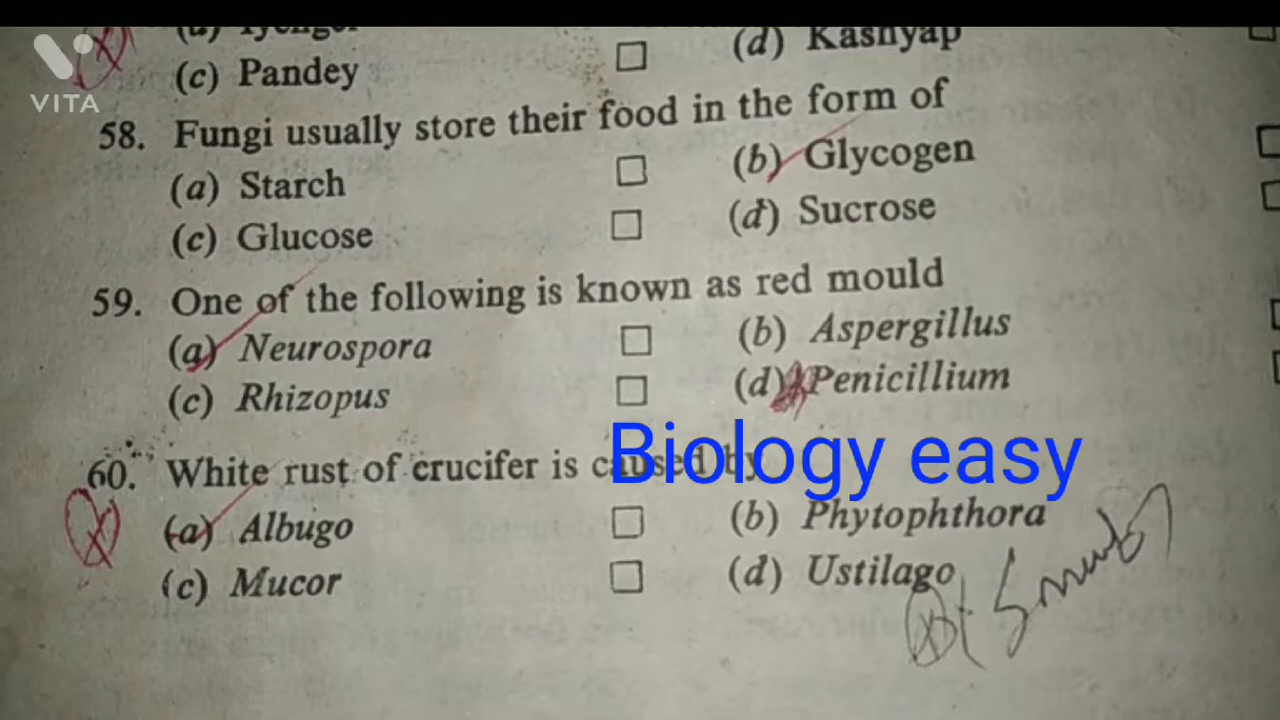 VITA
(d) Kashyap
(c) Pandey
58. Fungi usually store their food in the form of
(a) Starch (b) Glycogen
(c) Glucose (d) Sucrose
59. One of the following is known as red mould
(a) Neurospora (b) Aspergillus
(c) Rhizopus (d) Penicillium
60. White rust of crucifer is caused by
Biology easy
(a) Albugo (b) Phytophthora
(c) Mucor (d) Ustilago